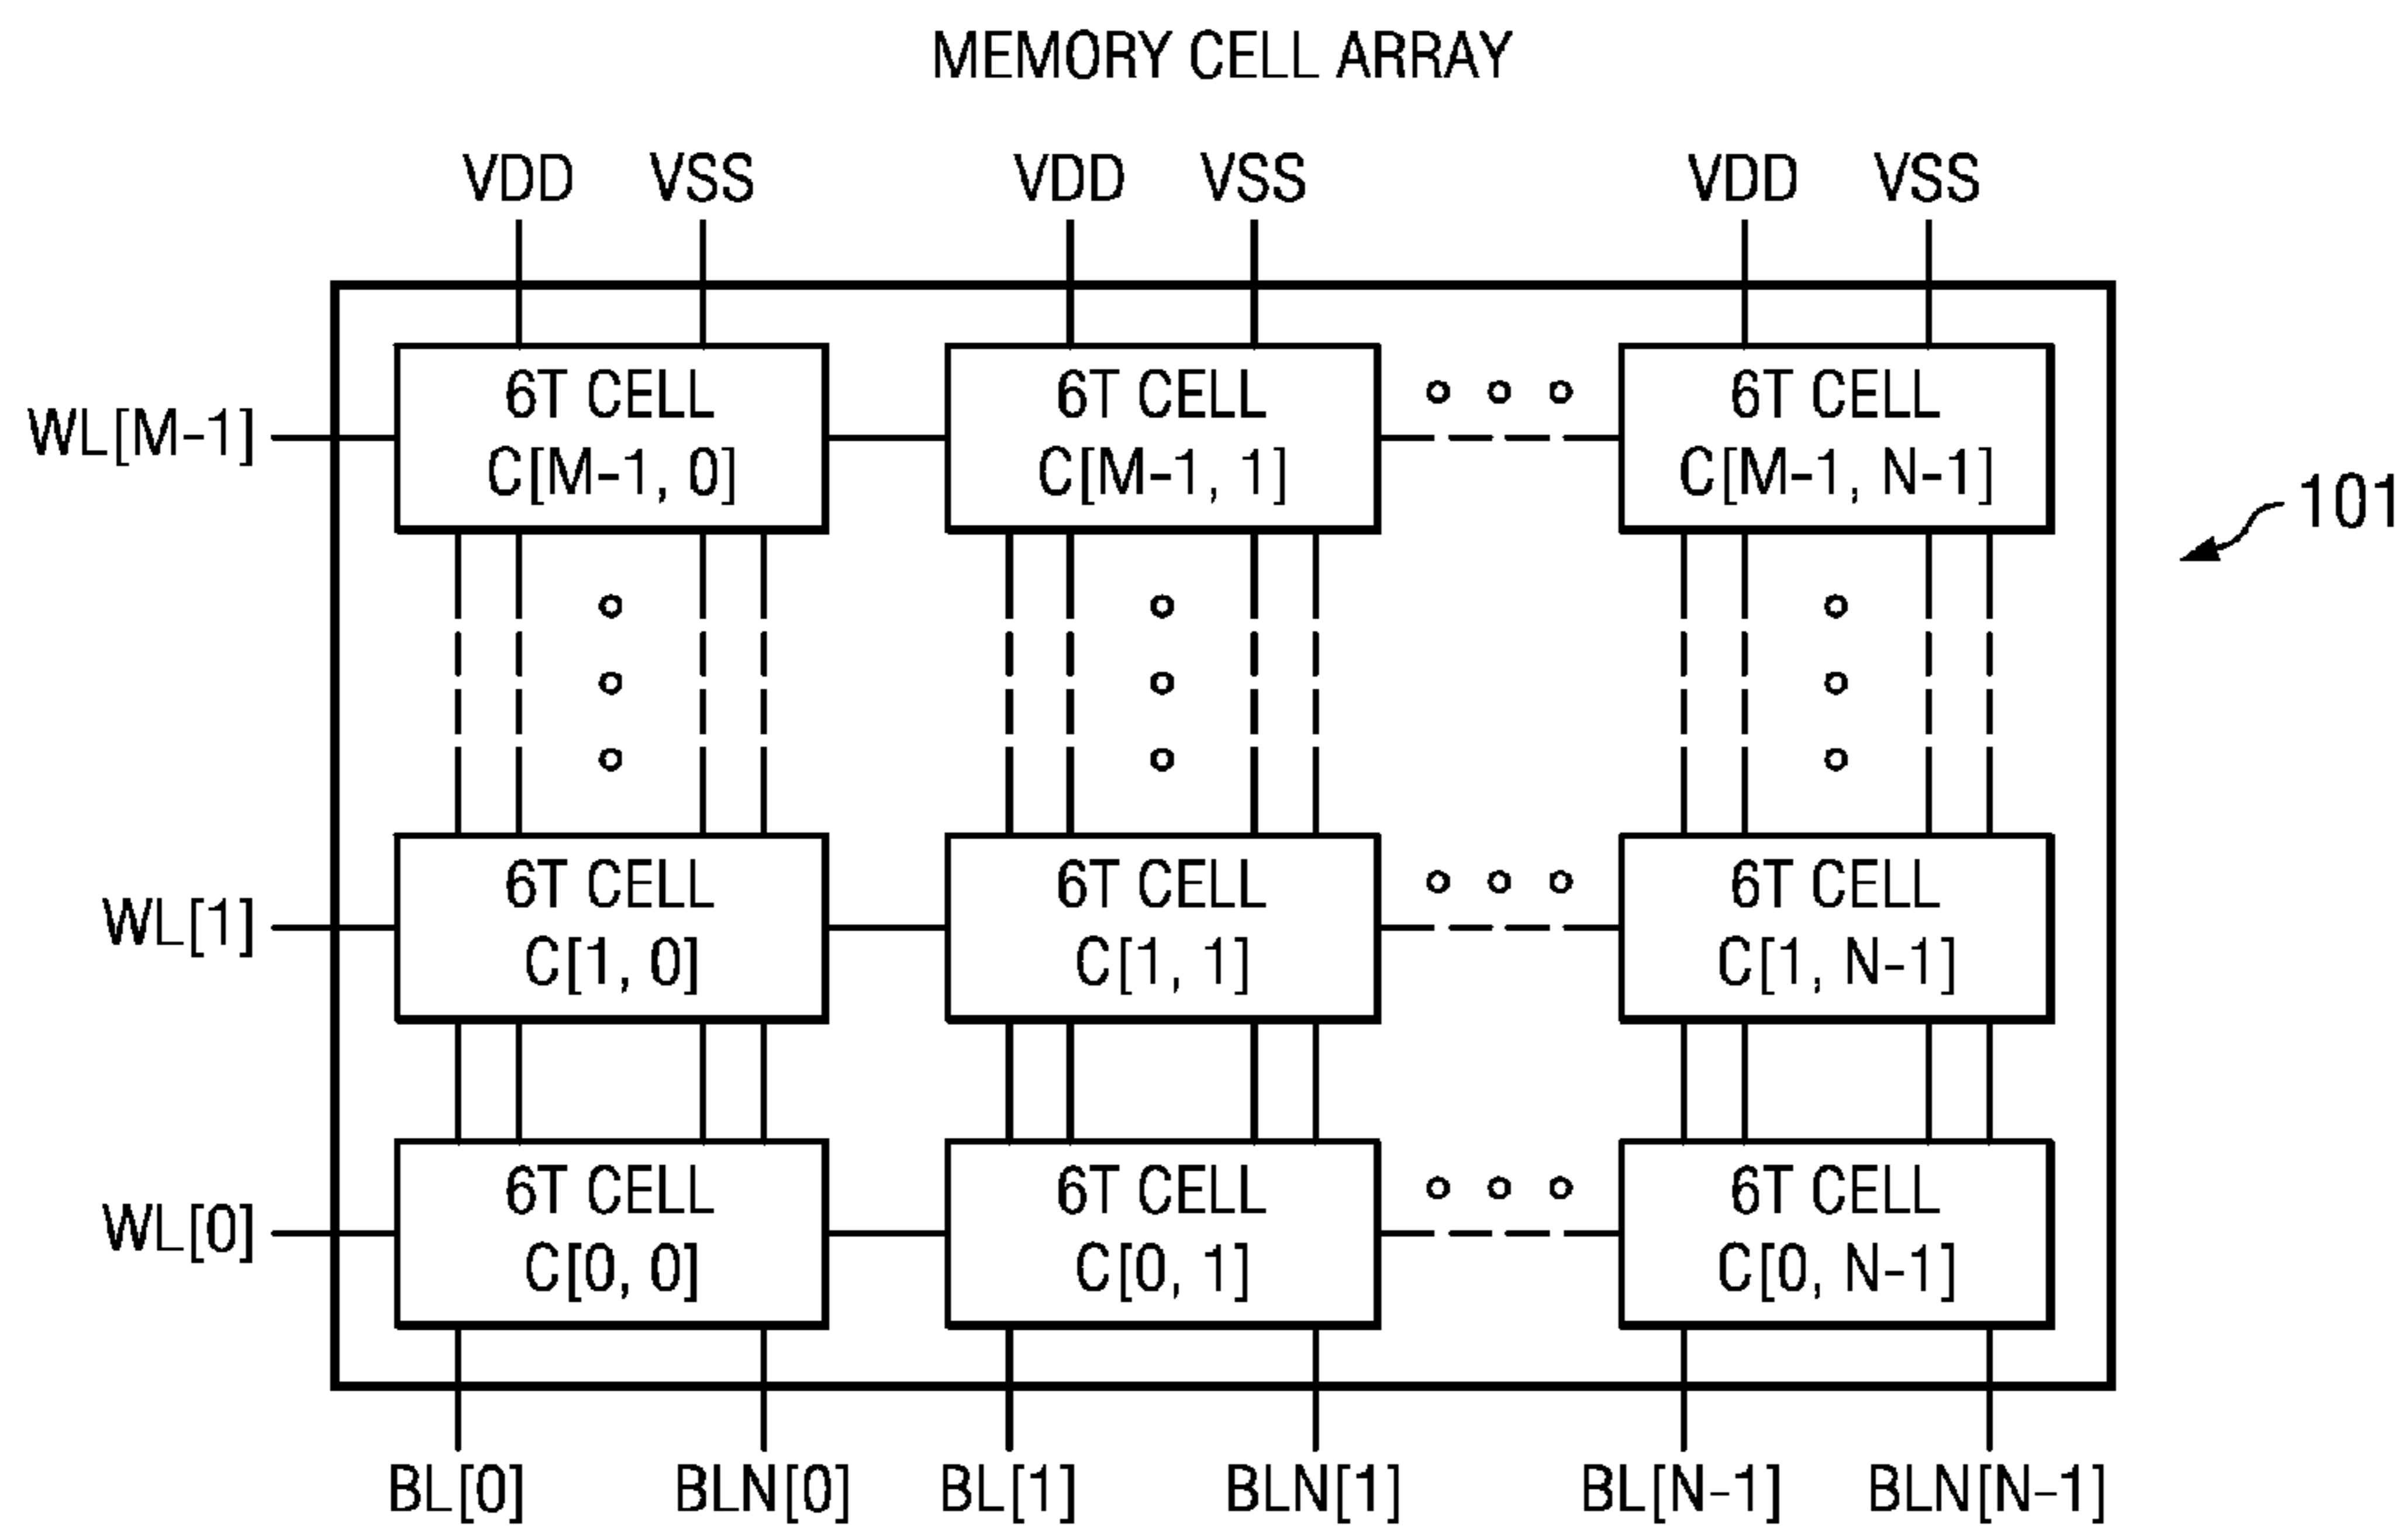 MEMORY CELL ARRAY
VDD VSS VDD VSS VDD VSS
6T CELL 6T CELL 6T CELL
WL[M-1] C[M-1, 0] C[M-1, 1] C[M-1, N-1]
101
6T CELL 6T CELL 6T CELL
WL[1] C[1, 0] C[1, 1] C[1, N-1]
6T CELL 6T CELL 6T CELL
WL[0] C[0, 0] C[0, 1] C[0, N-1]
BL[0] BLN[0] BL[1] BLN[1] BL[N-1] BLN[N-1]